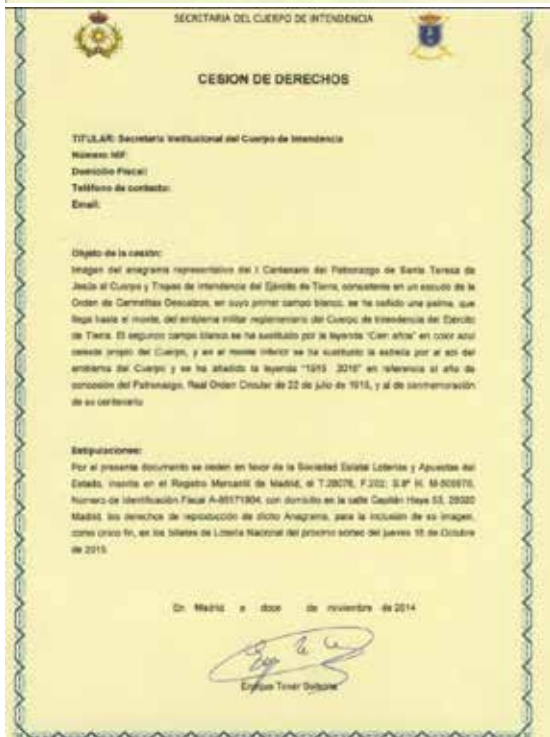 SECRETARIA DEL CUERPO DE INTENDENCIA
CESION DE DERECHOS
TITULAR: Secretaría Institucional del Cuerpo de Intendencia
Número NIF:
Domicilio Fiscal:
Teléfono de contacto:
Email:
Objeto de la cesión:
Imagen del anagrama representativo del I Centenario del Patronazgo de Santa Teresa de
Jesús al Cuerpo y Tropas de Intendencia del Ejército de Tierra, consistente en un escudo de la
Orden de Carmelitas Descalzos, en cuyo primer campo blanco, se ha ceñido una palma, que
llega hasta el monte, del emblema militar reglamentario del Cuerpo de Intendencia del Ejército
de Tierra. El segundo campo blanco se ha sustituido por la leyenda "Cien años" en color azul
celeste propio del Cuerpo, y en el monte inferior se ha sustituido la estrella por el sol del
emblema del Cuerpo y se ha añadido la leyenda "1915 2015" en referencia al año de
concesión del Patronazgo, Real Orden Circular de 22 de julio de 1915, y al de conmemoración
de su centenario
Estipulaciones:
Por el presente documento se ceden en favor de la Sociedad Estatal Loterías y Apuestas del
Estado, inscrita en el Registro Mercantil de Madrid, al T.28078, F.202; S.8ª H.
Número de Identificación Fiscal con domicilio en la calle Capitán Haya 53, 28020
Madrid, los derechos de reproducción de dicho Anagrama, para la inclusión de su imagen,
como único fin, en los billetes de Lotería Nacional del próximo sorteo del jueves de Octubre
de 2015.
En Madrid a doce de noviembre de 2014
Enrique Tovar